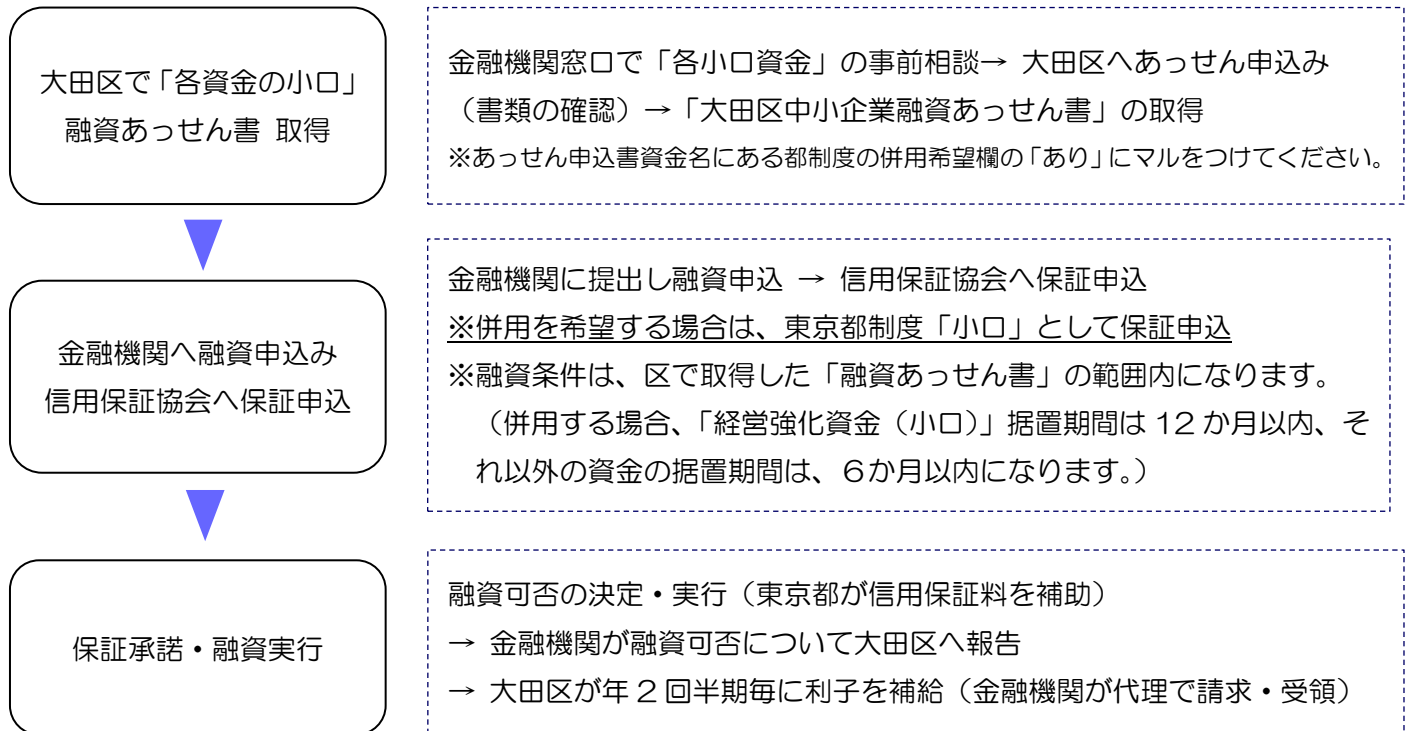 大田区で「各資金の小口」
融資あっせん書 取得
金融機関窓口で「各小口資金」の事前相談→ 大田区へあっせん申込み
（書類の確認）→「大田区中小企業融資あっせん書」の取得
※あっせん申込書資金名にある都制度の併用希望欄の「あり」にマルをつけてください。
金融機関へ融資申込み
信用保証協会へ保証申込
金融機関に提出し融資申込 → 信用保証協会へ保証申込
※併用を希望する場合は、東京都制度「小口」として保証申込
※融資条件は、区で取得した「融資あっせん書」の範囲内になります。
（併用する場合、「経営強化資金（小口）」据置期間は 12 か月以内、そ
れ以外の資金の据置期間は、６か月以内になります。）
保証承諾・融資実行
融資可否の決定・実行（東京都が信用保証料を補助）
→ 金融機関が融資可否について大田区へ報告
→ 大田区が年 2 回半期毎に利子を補給（金融機関が代理で請求・受領）